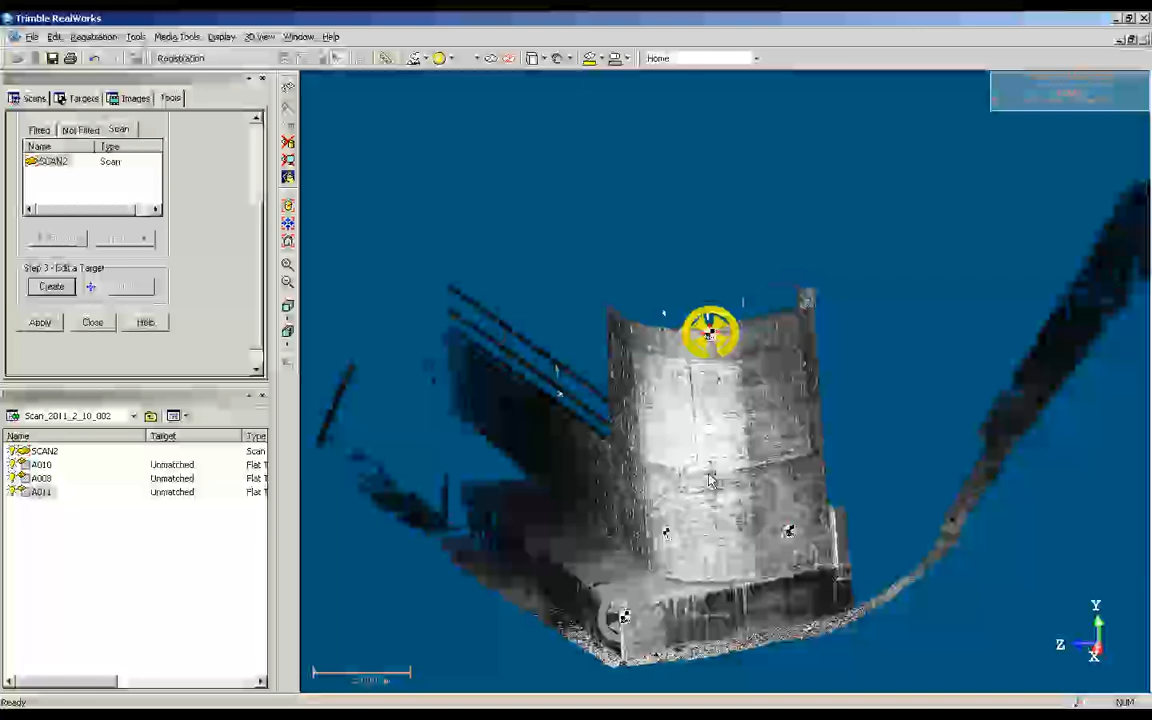 Trimble RealWorks
File Edit Registration Tools Media Tools Display 3D View Window Help
Registration Home
Scans Targets Images Tools
Fitted Not Fitted Scan
Name Type
SCAN2 Scan
Step 3 - Edit a Target
Create
Apply Close Help
Scan_2011_2_10_002
Name Target Type
SCAN2 Scan
A010 Unmatched Flat T
A008 Unmatched Flat T
A011 Unmatched Flat T
Y
Z
X
Ready NUM